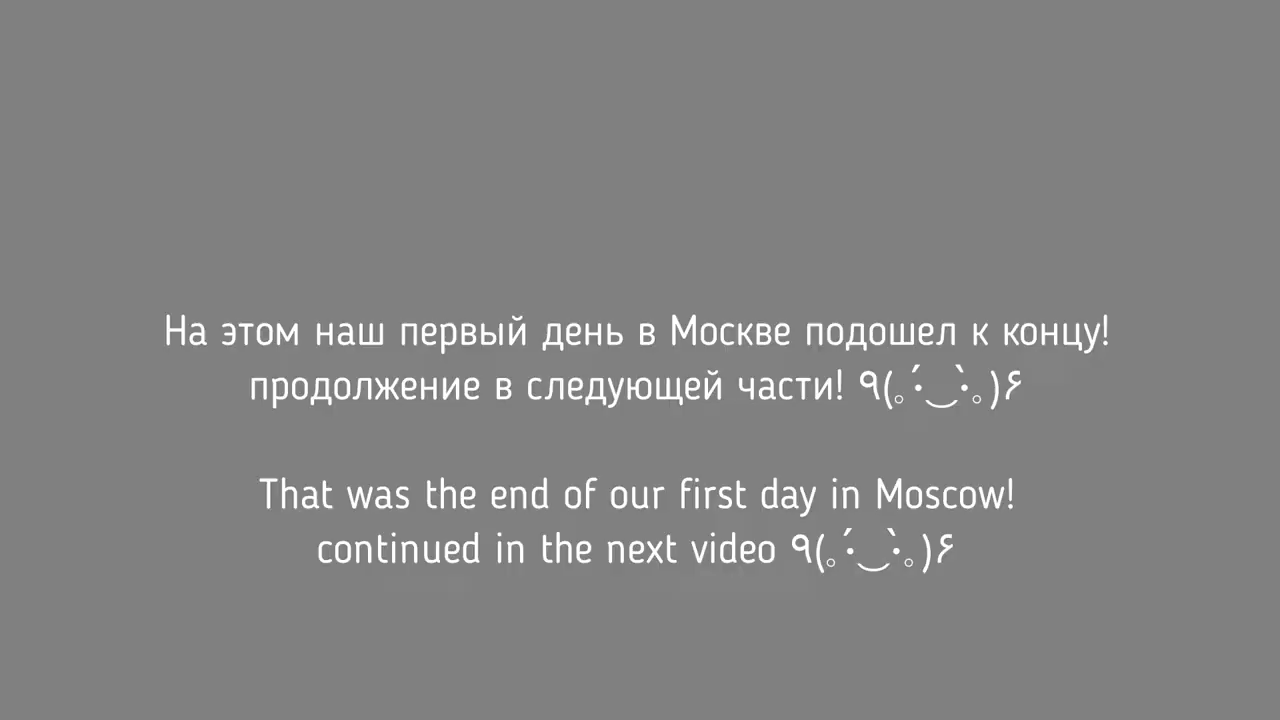 На этом наш первый день в Москве подошел к концу!
продолжение в следующей части! ٩(｡•́‿•̀｡)۶
That was the end of our first day in Moscow!
continued in the next video ٩(｡•́‿•̀｡)۶